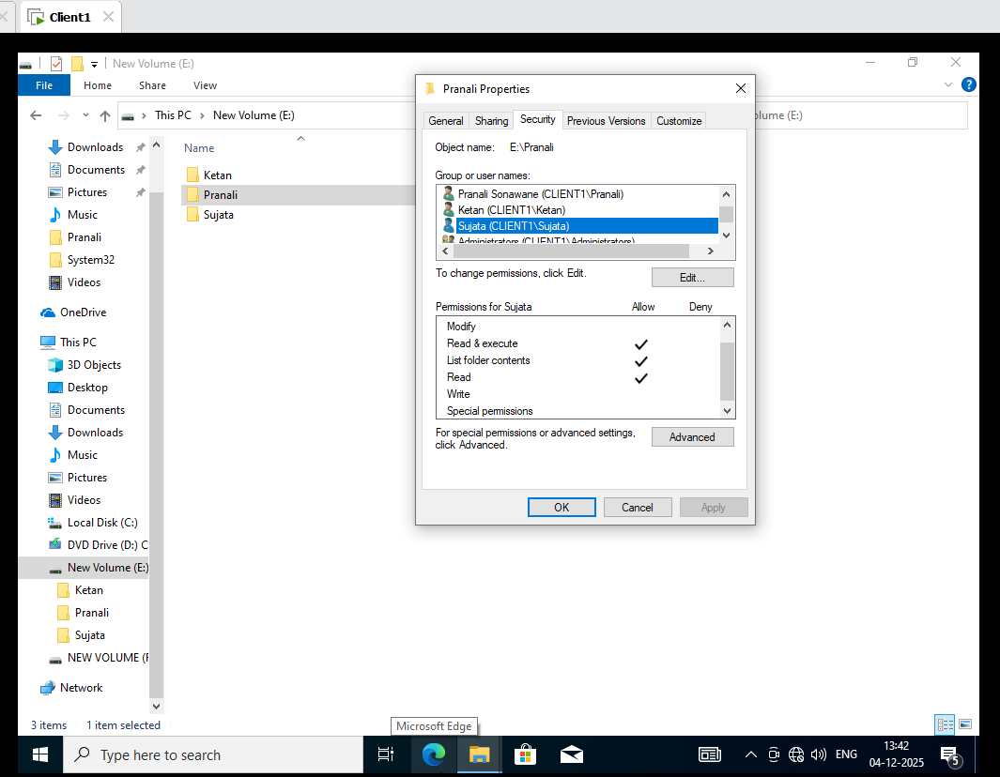 Client1
New Volume (E:)
File Home Share View
This PC New Volume (E:)
olume (E:)
Downloads
Documents
Pictures
Music
Pranali
System32
Videos
OneDrive
This PC
3D Objects
Desktop
Documents
Downloads
Music
Pictures
Videos
Local Disk (C:)
DVD Drive (D:) C
New Volume (E:)
Ketan
Pranali
Sujata
NEW VOLUME (F
Network
Name
Ketan
Pranali
Sujata
Pranali Properties
General Sharing Security Previous Versions Customize
Object name: E:\Pranali
Group or user names:
Pranali Sonawane (CLIENT1\Pranali)
Ketan (CLIENT1\Ketan)
Sujata (CLIENT1\Sujata)
Administrators (CLIENT1\Administrators)
To change permissions, click Edit.
Edit...
Permissions for Sujata Allow Deny
Modify
Read & execute
List folder contents
Read
Write
Special permissions
For special permissions or advanced settings,
click Advanced.
Advanced
OK Cancel Apply
3 items 1 item selected
Microsoft Edge
Type here to search
ENG
13:42
04-12-2025
5